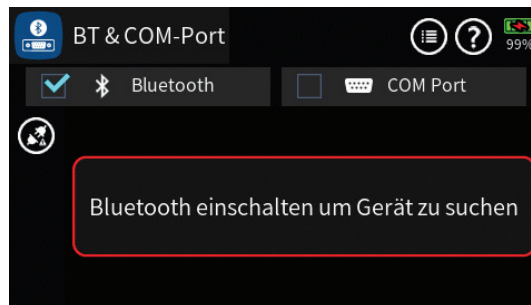 BT & COM-Port
99%
Bluetooth
COM Port
Bluetooth einschalten um Gerät zu suchen